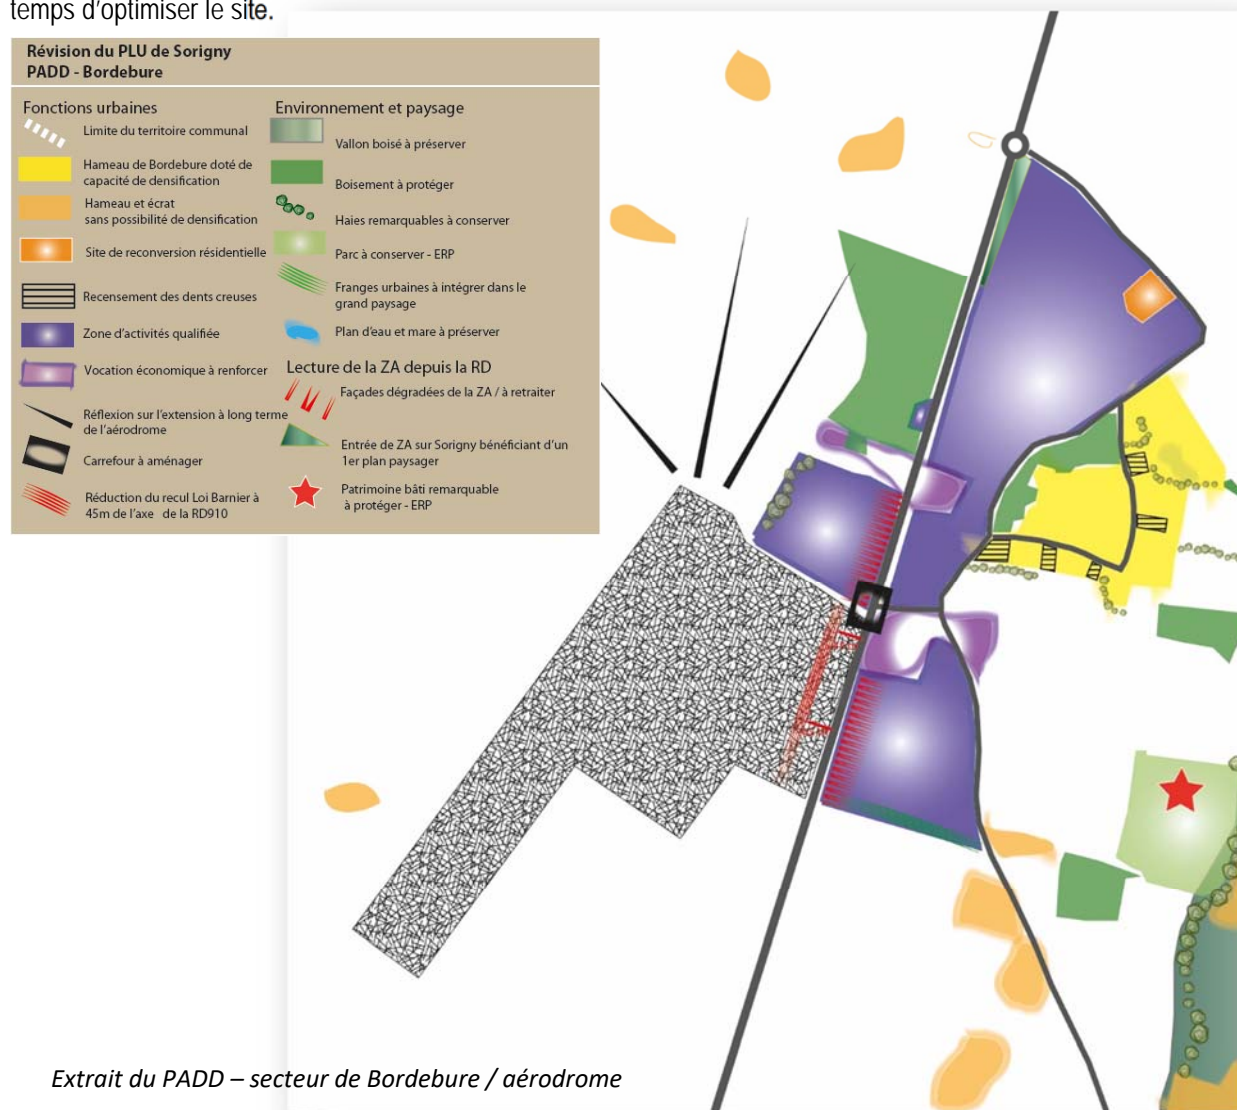 temps d'optimiser le site.
Révision du PLU de Sorigny
PADD - Bordebure
Fonctions urbaines
Limite du territoire communal
Hameau de Bordebure doté de
capacité de densification
Hameau et écrat
sans possibilité de densification
Site de reconversion résidentielle
Recensement des dents creuses
Zone d'activités qualifiée
Vocation économique à renforcer
Réflexion sur l'extension à long terme
de l'aérodrome
Carrefour à aménager
Réduction du recul Loi Barnier à
45m de l'axe de la RD910
Environnement et paysage
Vallon boisé à préserver
Boisement à protéger
Haies remarquables à conserver
Parc à conserver - ERP
Franges urbaines à intégrer dans le
grand paysage
Plan d'eau et mare à préserver
Lecture de la ZA depuis la RD
Façades dégradées de la ZA / à retraiter
Entrée de ZA sur Sorigny bénéficiant d'un
1er plan paysager
Patrimoine bâti remarquable
à protéger - ERP
Extrait du PADD – secteur de Bordebure / aérodrome